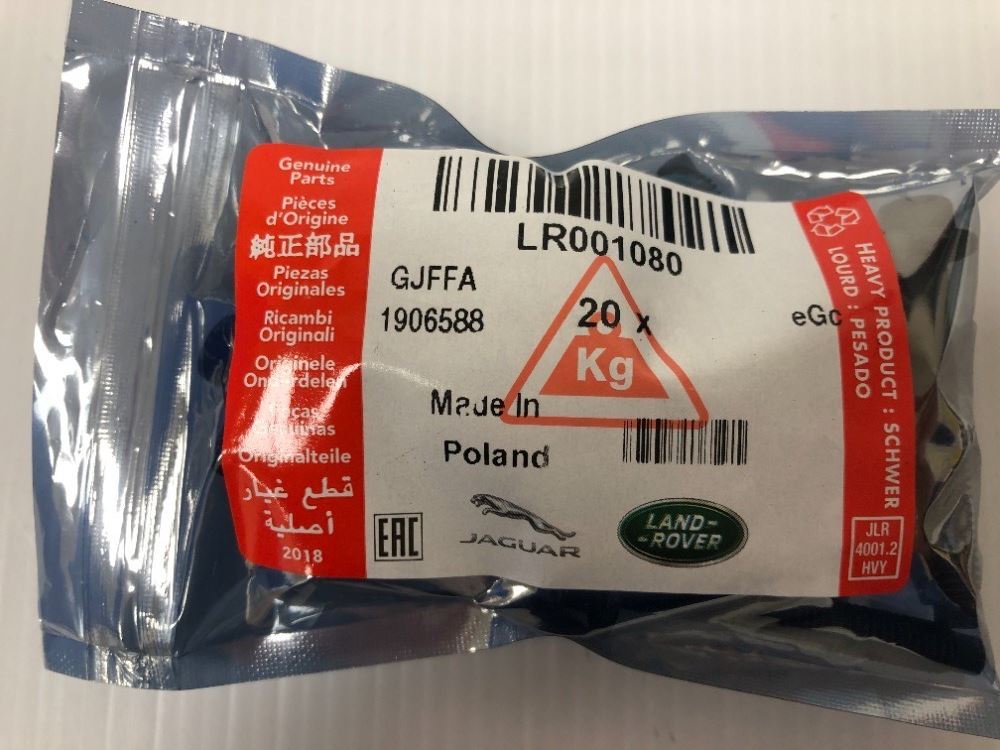 Genuine
Parts
Pièces
d'Origine
純正部品
Piezas
Originales
Ricambi
Originali
Originele
Onderdelen
Originalteile
قطع غيار
أصلية
2018
LR001080
GJFFA
1906588
20 x
eGc
Kg
Made In
Poland
EAC
JAGUAR
LAND-
-ROVER
HEAVY PRODUCT : SCHWER
LOURD : PESADO
JLR
4001.2
HVY